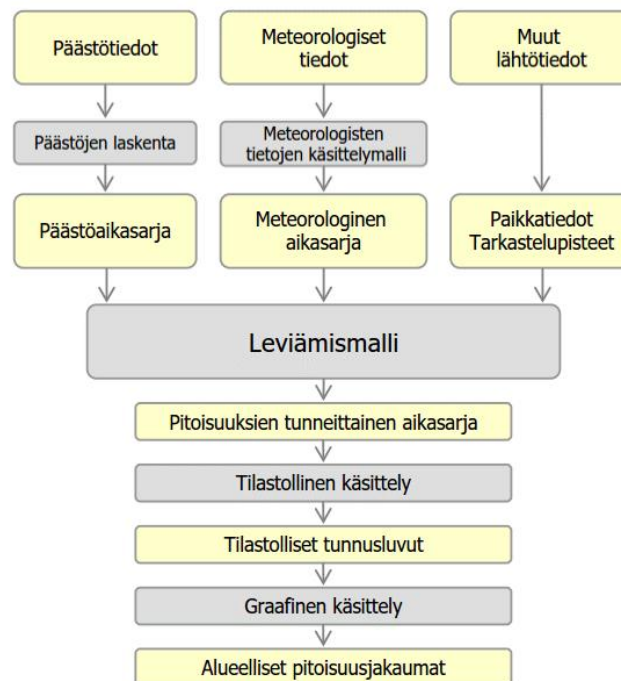 Päästötiedot
Meteorologiset
tiedot
Muut
lähtötiedot
Päästöjen laskenta
Meteorologisten
tietojen käsittelymalli
Päästöaikasarja
Meteorologinen
aikasarja
Paikkatiedot
Tarkastelupisteet
Leviämismalli
Pitoisuuksien tunneittainen aikasarja
Tilastollinen käsittely
Tilastolliset tunnusluvut
Graafinen käsittely
Alueelliset pitoisuusjakaumat